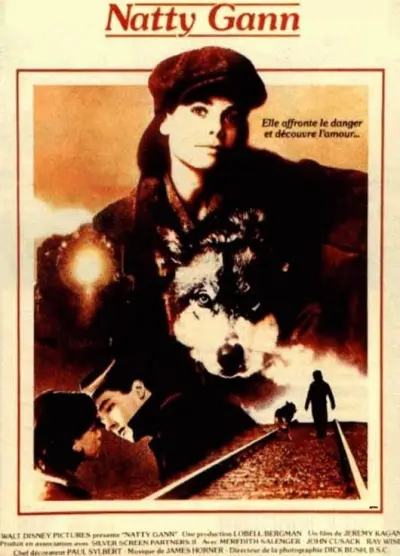 Natty Gann
Elle affronte le danger
et découvre l'amour...
WALT DISNEY PICTURES présente "NATTY GANN" Une production LOBELL BERGMAN Un film de JEREMY KAGAN
Produit en association avec SILVER SCREEN PARTNERS II Avec MEREDITH SALENGER JOHN CUSACK RAY WISE
Chef décorateur PAUL SYLBERT Musique de JAMES HORNER Directeur de la photographie DICK BUSH, B.S.C.